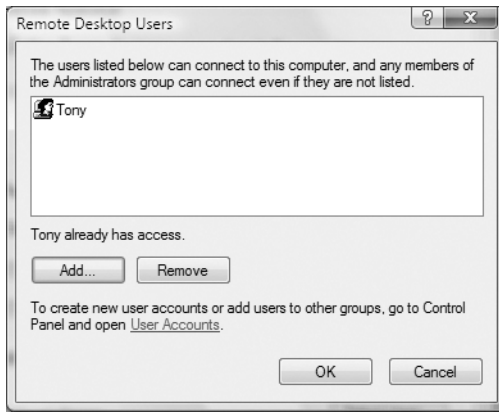 Remote Desktop Users
The users listed below can connect to this computer, and any members of
the Administrators group can connect even if they are not listed.
Tony
Tony already has access.
Add... Remove
To create new user accounts or add users to other groups, go to Control
Panel and open User Accounts.
OK Cancel